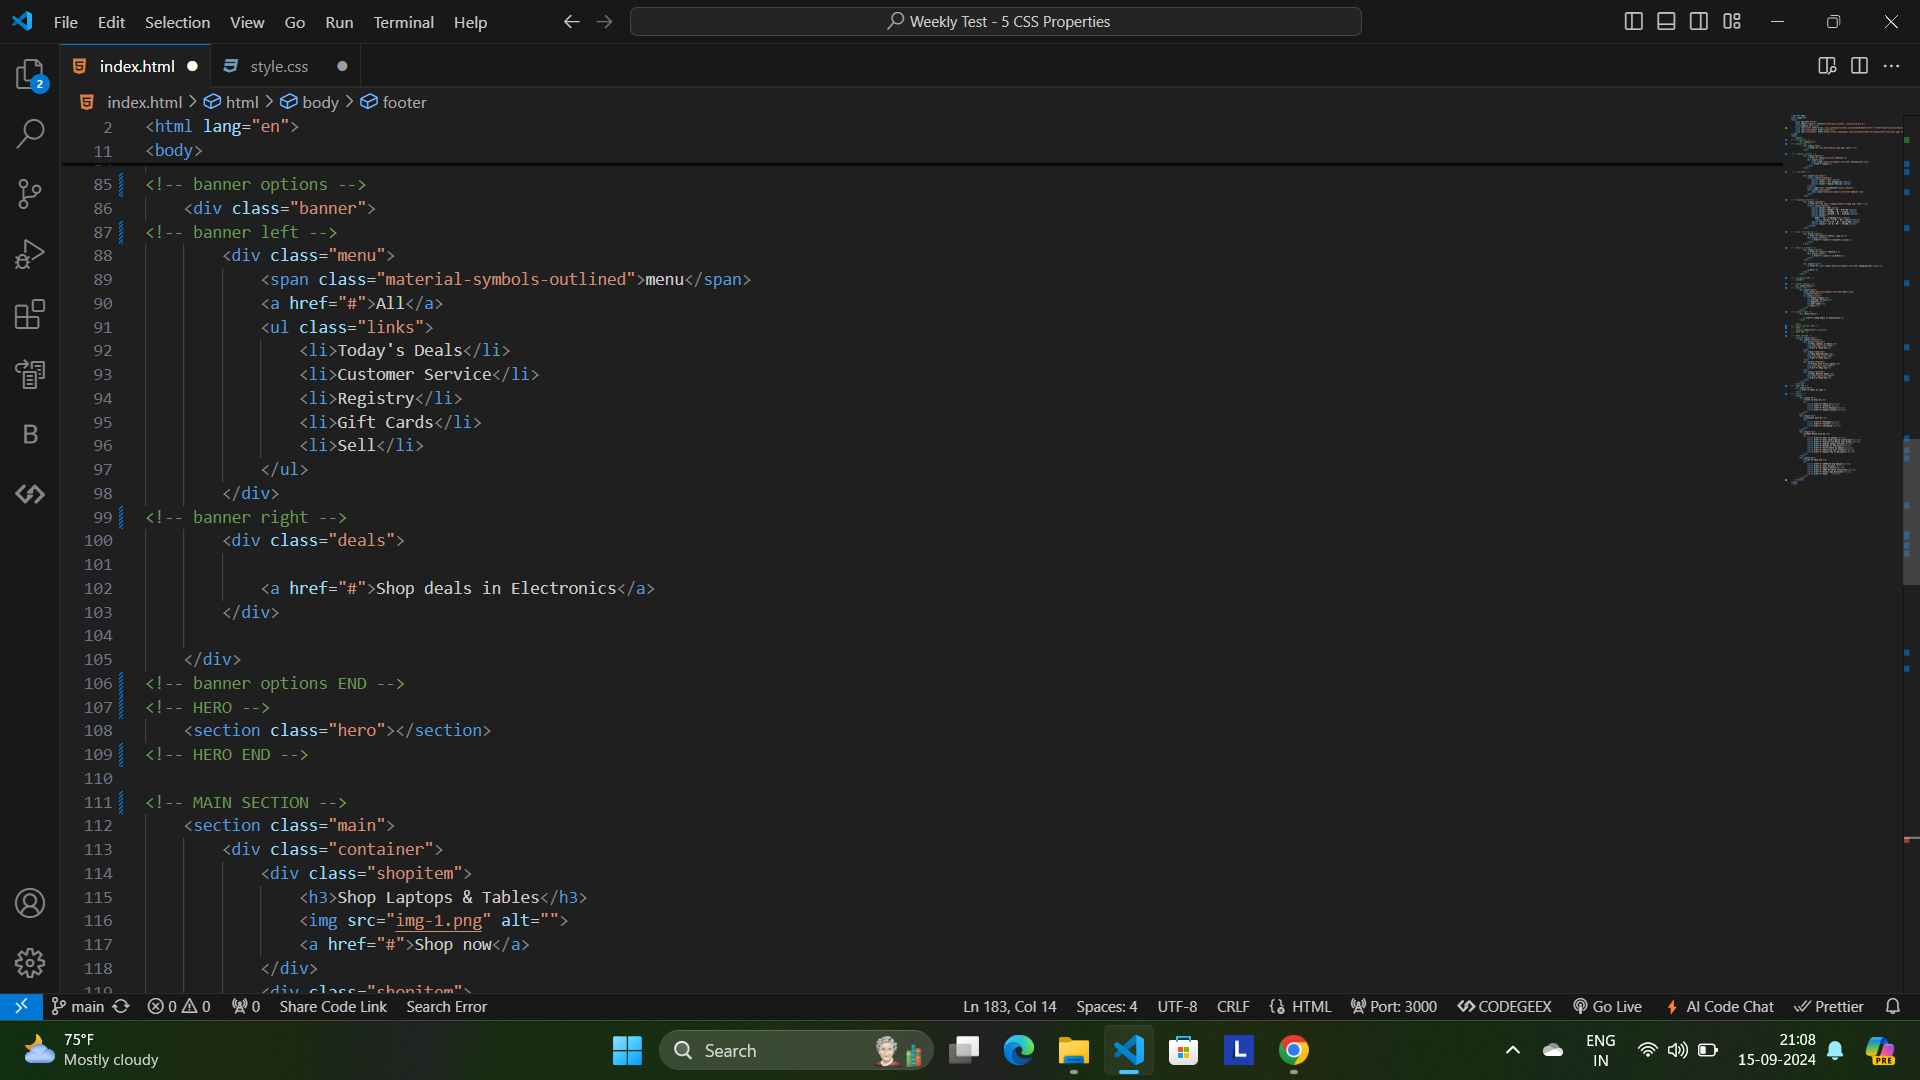 File Edit Selection View Go Run Terminal Help
Weekly Test - 5 CSS Properties
index.html style.css
2
index.html > html > body > footer
2 <html lang="en">
11 <body>
85 <!-- banner options -->
86 <div class="banner">
87 <!-- banner left -->
88 <div class="menu">
89 <span class="material-symbols-outlined">menu</span>
90 <a href="#">All</a>
91 <ul class="links">
92 <li>Today's Deals</li>
93 <li>Customer Service</li>
94 <li>Registry</li>
95 <li>Gift Cards</li>
96 <li>Sell</li>
97 </ul>
98 </div>
99 <!-- banner right -->
100 <div class="deals">
101
102 <a href="#">Shop deals in Electronics</a>
103 </div>
104
105 </div>
106 <!-- banner options END -->
107 <!-- HERO -->
108 <section class="hero"></section>
109 <!-- HERO END -->
110
111 <!-- MAIN SECTION -->
112 <section class="main">
113 <div class="container">
114 <div class="shopitem">
115 <h3>Shop Laptops & Tables</h3>
116 <img src="img-1.png" alt="">
117 <a href="#">Shop now</a>
118 </div>
119 <div class="shopitem">
main 0 0 0 Share Code Link Search Error Ln 183, Col 14 Spaces: 4 UTF-8 CRLF {} HTML Port: 3000 CODEGEEX Go Live AI Code Chat Prettier
75°F
Mostly cloudy
Search
L
ENG
IN
21:08
15-09-2024
PRE